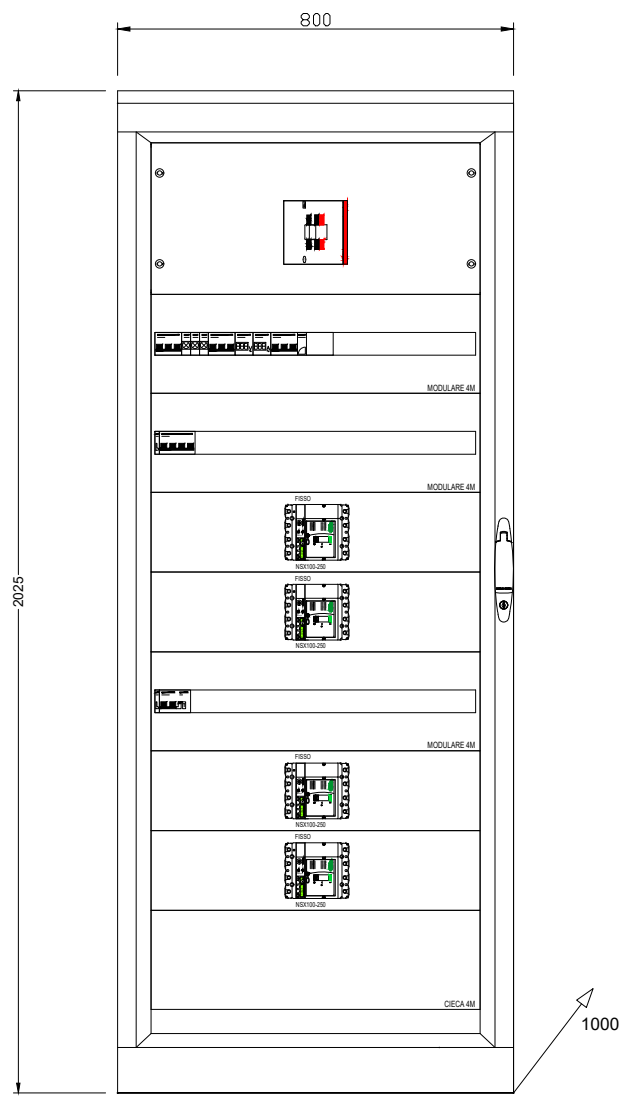 800
MODULARE 4M
MODULARE 4M
FISSO
NSX100-250
FISSO
NSX100-250
2025
MODULARE 4M
FISSO
NSX100-250
FISSO
NSX100-250
CIECA 4M
1000